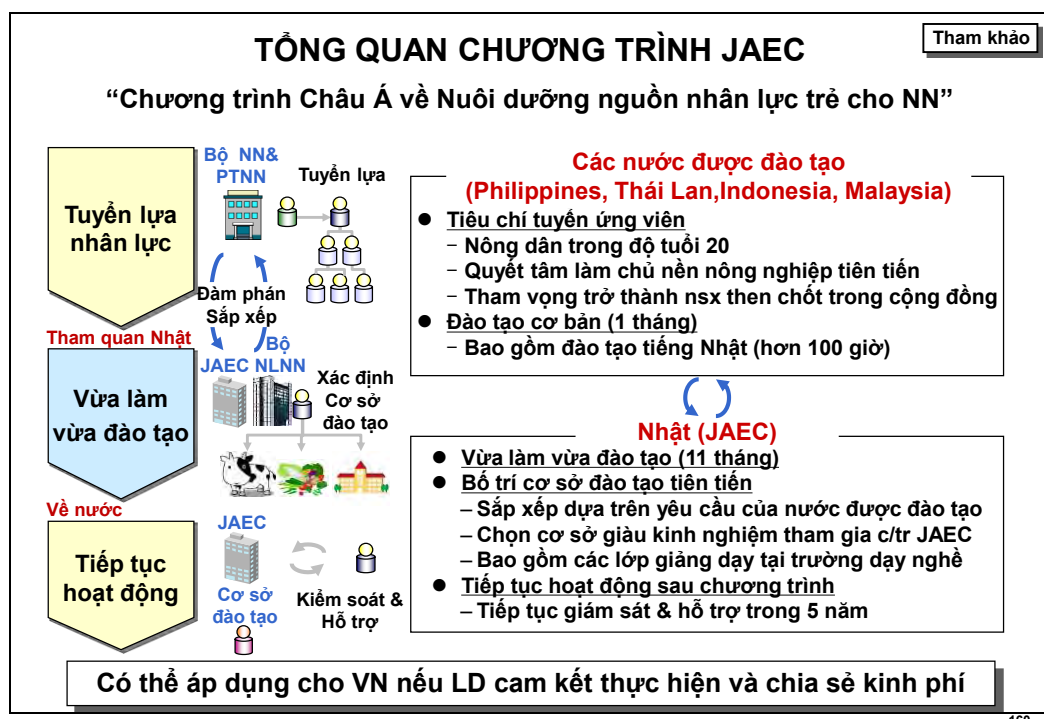 TỔNG QUAN CHƯƠNG TRÌNH JAEC
Tham khảo
“Chương trình Châu Á về Nuôi dưỡng nguồn nhân lực trẻ cho NN”
Tuyển lựa
nhân lực
Bộ NN&
PTNN
Tuyển lựa
Đàm phán
Sắp xếp
Tham quan Nhật
Vừa làm
vừa đào tạo
Bộ
JAEC NLNN
Xác định
Cơ sở
đào tạo
Về nước
Tiếp tục
hoạt động
JAEC
Cơ sở
đào tạo
Kiểm soát &
Hỗ trợ
Các nước được đào tạo
(Philippines, Thái Lan,Indonesia, Malaysia)
● Tiêu chí tuyến ứng viên
− Nông dân trong độ tuổi 20
− Quyết tâm làm chủ nền nông nghiệp tiên tiến
− Tham vọng trở thành nsx then chốt trong cộng đồng
● Đào tạo cơ bản (1 tháng)
− Bao gồm đào tạo tiếng Nhật (hơn 100 giờ)
Nhật (JAEC)
● Vừa làm vừa đào tạo (11 tháng)
● Bố trí cơ sở đào tạo tiên tiến
– Sắp xếp dựa trên yêu cầu của nước được đào tạo
– Chọn cơ sở giàu kinh nghiệm tham gia c/tr JAEC
– Bao gồm các lớp giảng dạy tại trường dạy nghề
● Tiếp tục hoạt động sau chương trình
– Tiếp tục giám sát & hỗ trợ trong 5 năm
Có thể áp dụng cho VN nếu LD cam kết thực hiện và chia sẻ kinh phí